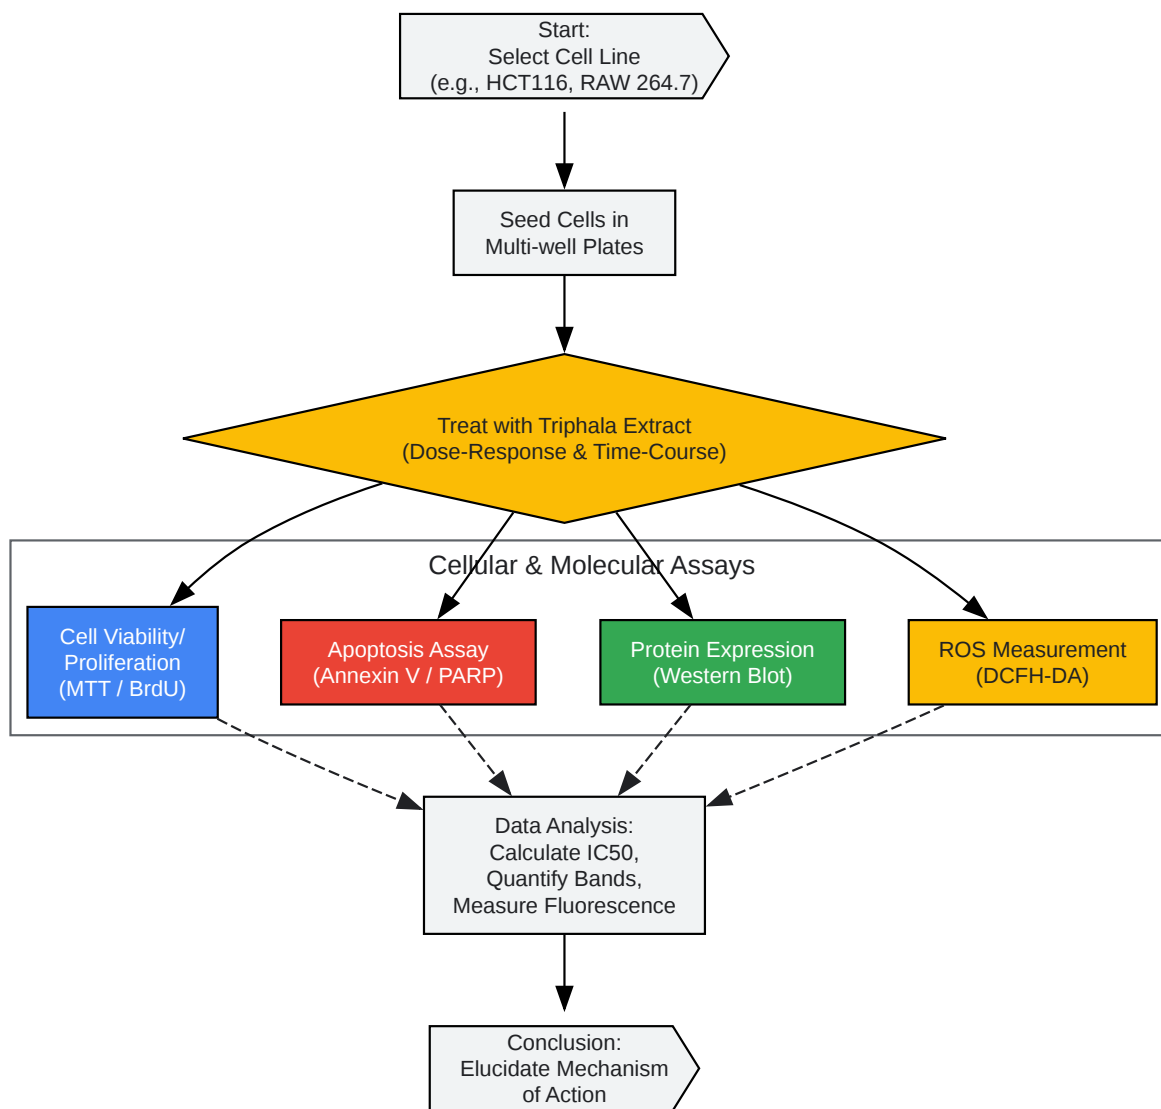 Start:
Select Cell Line
(e.g., HCT116, RAW 264.7)
Seed Cells in
Multi-well Plates
Treat with Triphala Extract
(Dose-Response & Time-Course)
Cellular & Molecular Assays
Cell Viability/
Proliferation
(MTT / BrdU)
Apoptosis Assay
(Annexin V / PARP)
Protein Expression
(Western Blot)
ROS Measurement
(DCFH-DA)
Data Analysis:
Calculate IC50,
Quantify Bands,
Measure Fluorescence
Conclusion:
Elucidate Mechanism
of Action